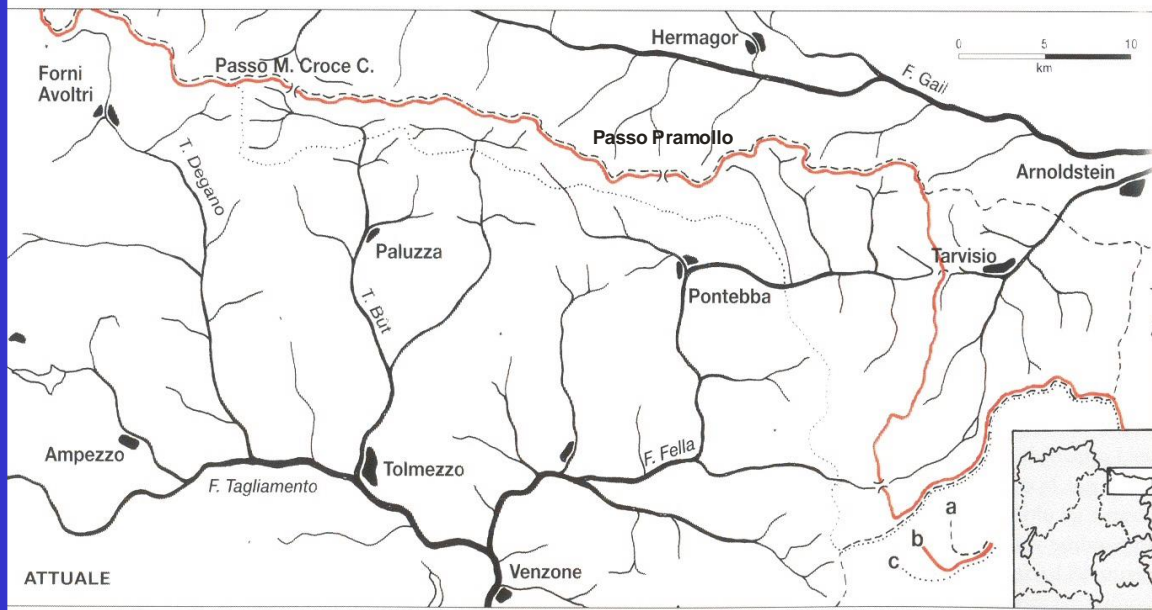 Hermagor
0 5 10
km
Forni
Avoltri
Passo M. Croce C.
F. Gail
Passo Pramollo
Arnoldstein
T. Degano
Paluzza
Tarvisio
Pontebba
T. Bût
Ampezzo
Tolmezzo
F. Fella
F. Tagliamento
a
b
c
ATTUALE
Venzone